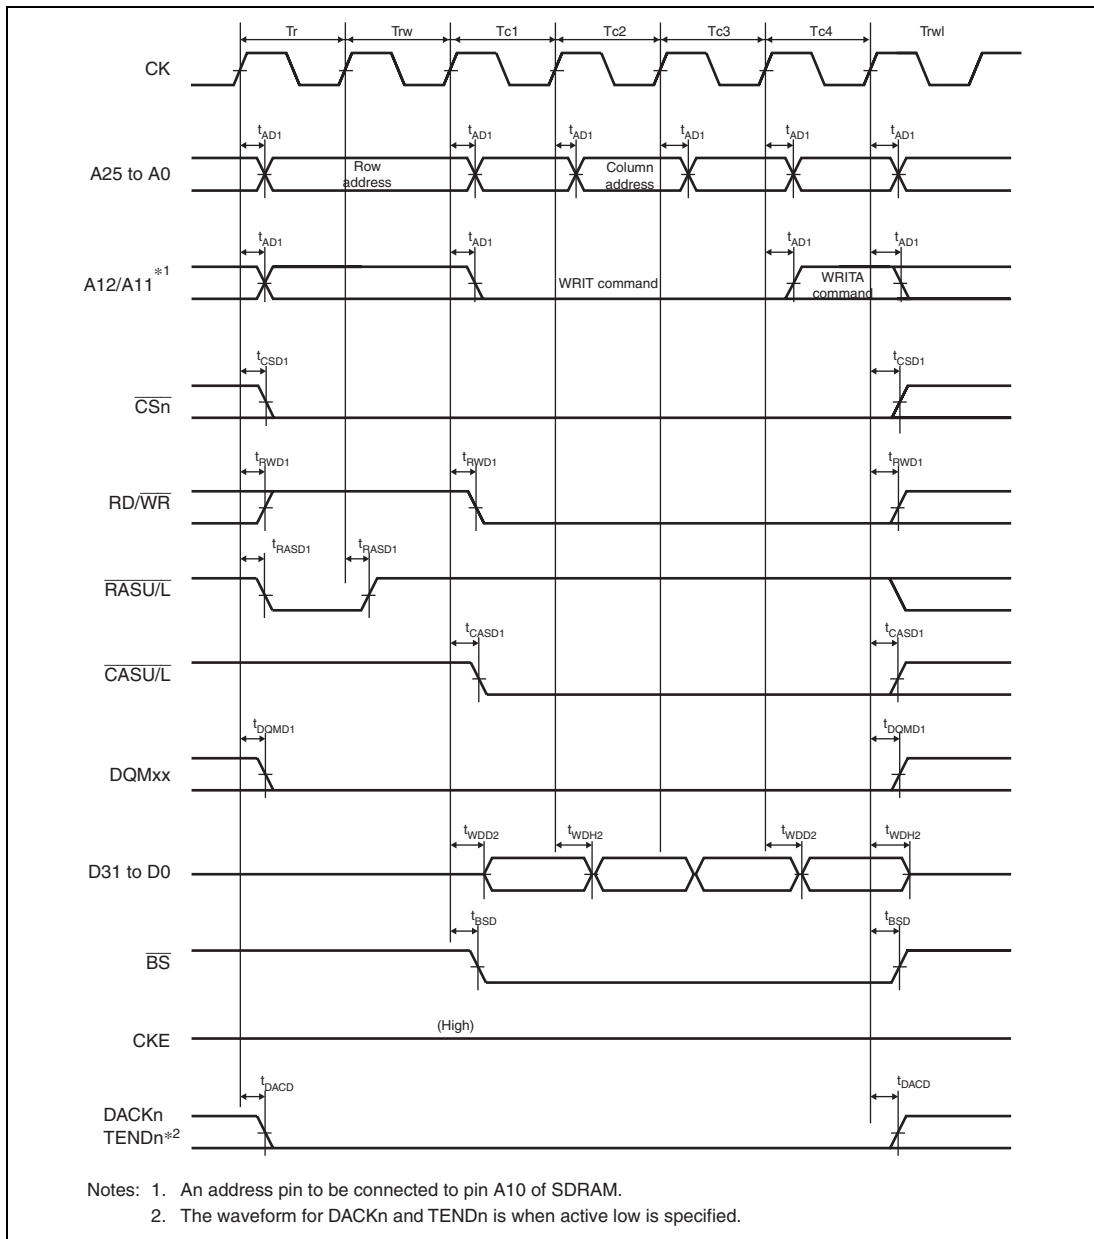 Tr Trw Tc1 Tc2 Tc3 Tc4 Trwl
CK
tAD1 tAD1 tAD1 tAD1 tAD1 tAD1
A25 to A0
Row
address
Column
address
tAD1 tAD1 tAD1 tAD1
A12/A11*1
WRIT command
WRITA
command
tCSD1 tCSD1
CSn
tRWD1 tRWD1 tRWD1
RD/WR
tRASD1 tRASD1
RASU/L
tCASD1 tCASD1
CASU/L
tDQMD1 tDQMD1
DQMxx
tWDD2 tWDH2 tWDD2 tWDH2
D31 to D0
tBSD tBSD
BS
(High)
CKE
tDACD tDACD
DACKn
TENDn*2
Notes: 1. An address pin to be connected to pin A10 of SDRAM.
2. The waveform for DACKn and TENDn is when active low is specified.